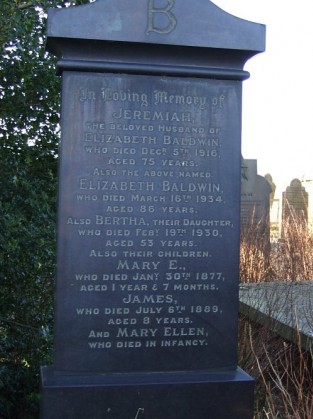 B
In Loving Memory of
JEREMIAH,
THE BELOVED HUSBAND OF
ELIZABETH BALDWIN
WHO DIED DECR 5TH 1916,
AGED 75 YEARS.
ALSO THE ABOVE NAMED
ELIZABETH BALDWIN,
WHO DIED MARCH 16TH 1934,
AGED 86 YEARS.
ALSO BERTHA, THEIR DAUGHTER,
WHO DIED FEBY 19TH 1930,
AGED 53 YEARS.
ALSO THEIR CHILDREN.
MARY E.,
WHO DIED JANY 30TH 1877,
AGED 1 YEAR & 7 MONTHS.
JAMES,
WHO DIED JULY 6TH 1889,
AGED 8 YEARS.
AND MARY ELLEN,
WHO DIED IN INFANCY.